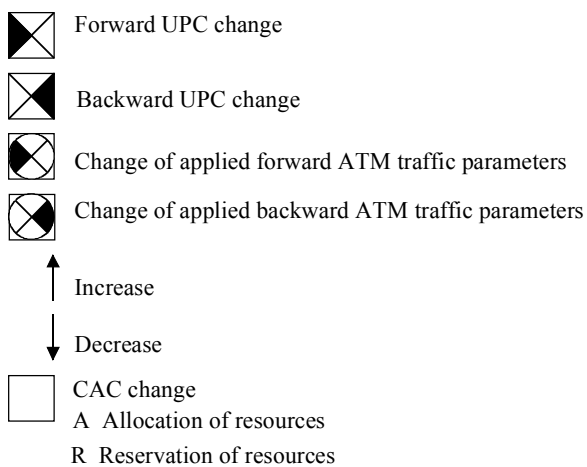 Forward UPC change
Backward UPC change
Change of applied forward ATM traffic parameters
Change of applied backward ATM traffic parameters
Increase
Decrease
CAC change
A Allocation of resources
R Reservation of resources